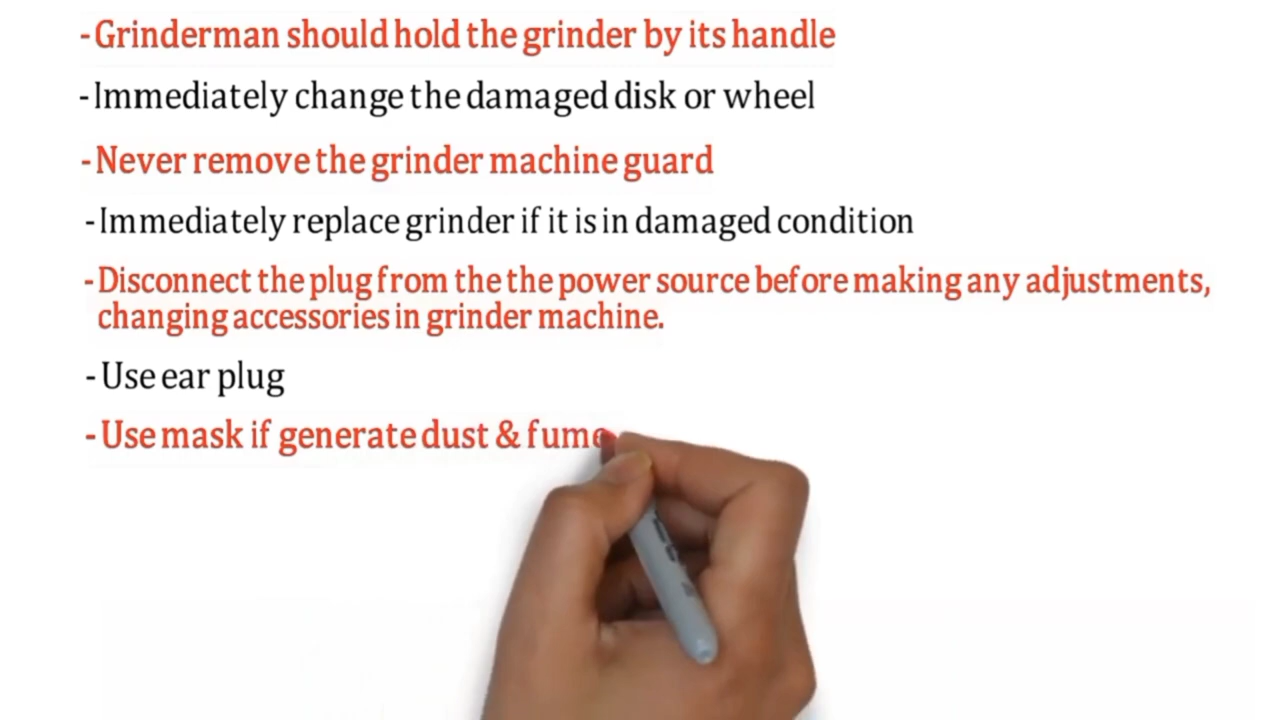 -Grinderman should hold the grinder by its handle
-Immediately change the damaged disk or wheel
-Never remove the grinder machine guard
-Immediately replace grinder if it is in damaged condition
-Disconnect the plug from the the power source before making any adjustments,
changing accessories in grinder machine.
-Use ear plug
-Use mask if generate dust & fume